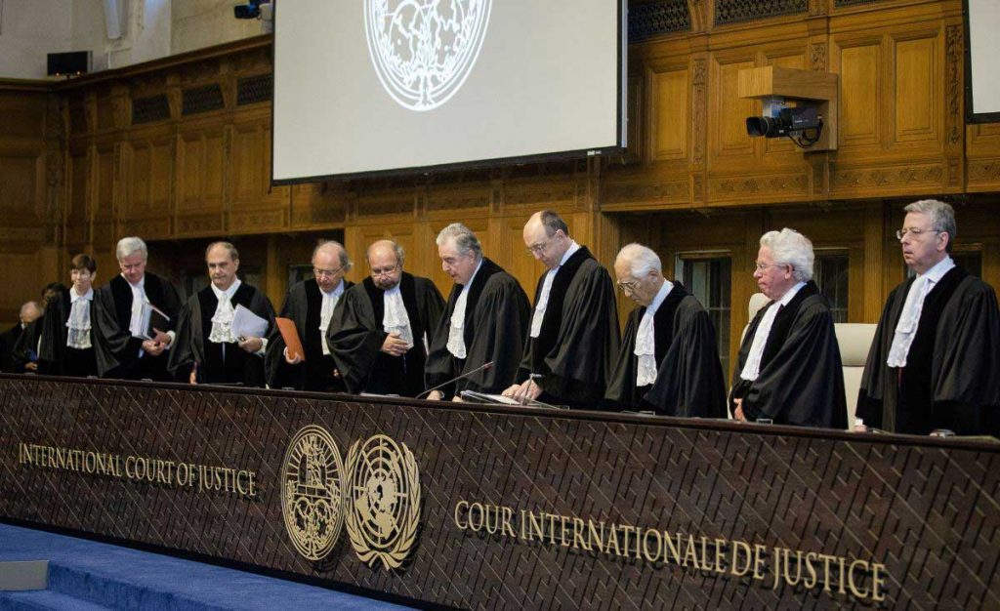 INTERNATIONAL COURT OF JUSTICE
COUR INTERNATIONALE DE JUSTICE